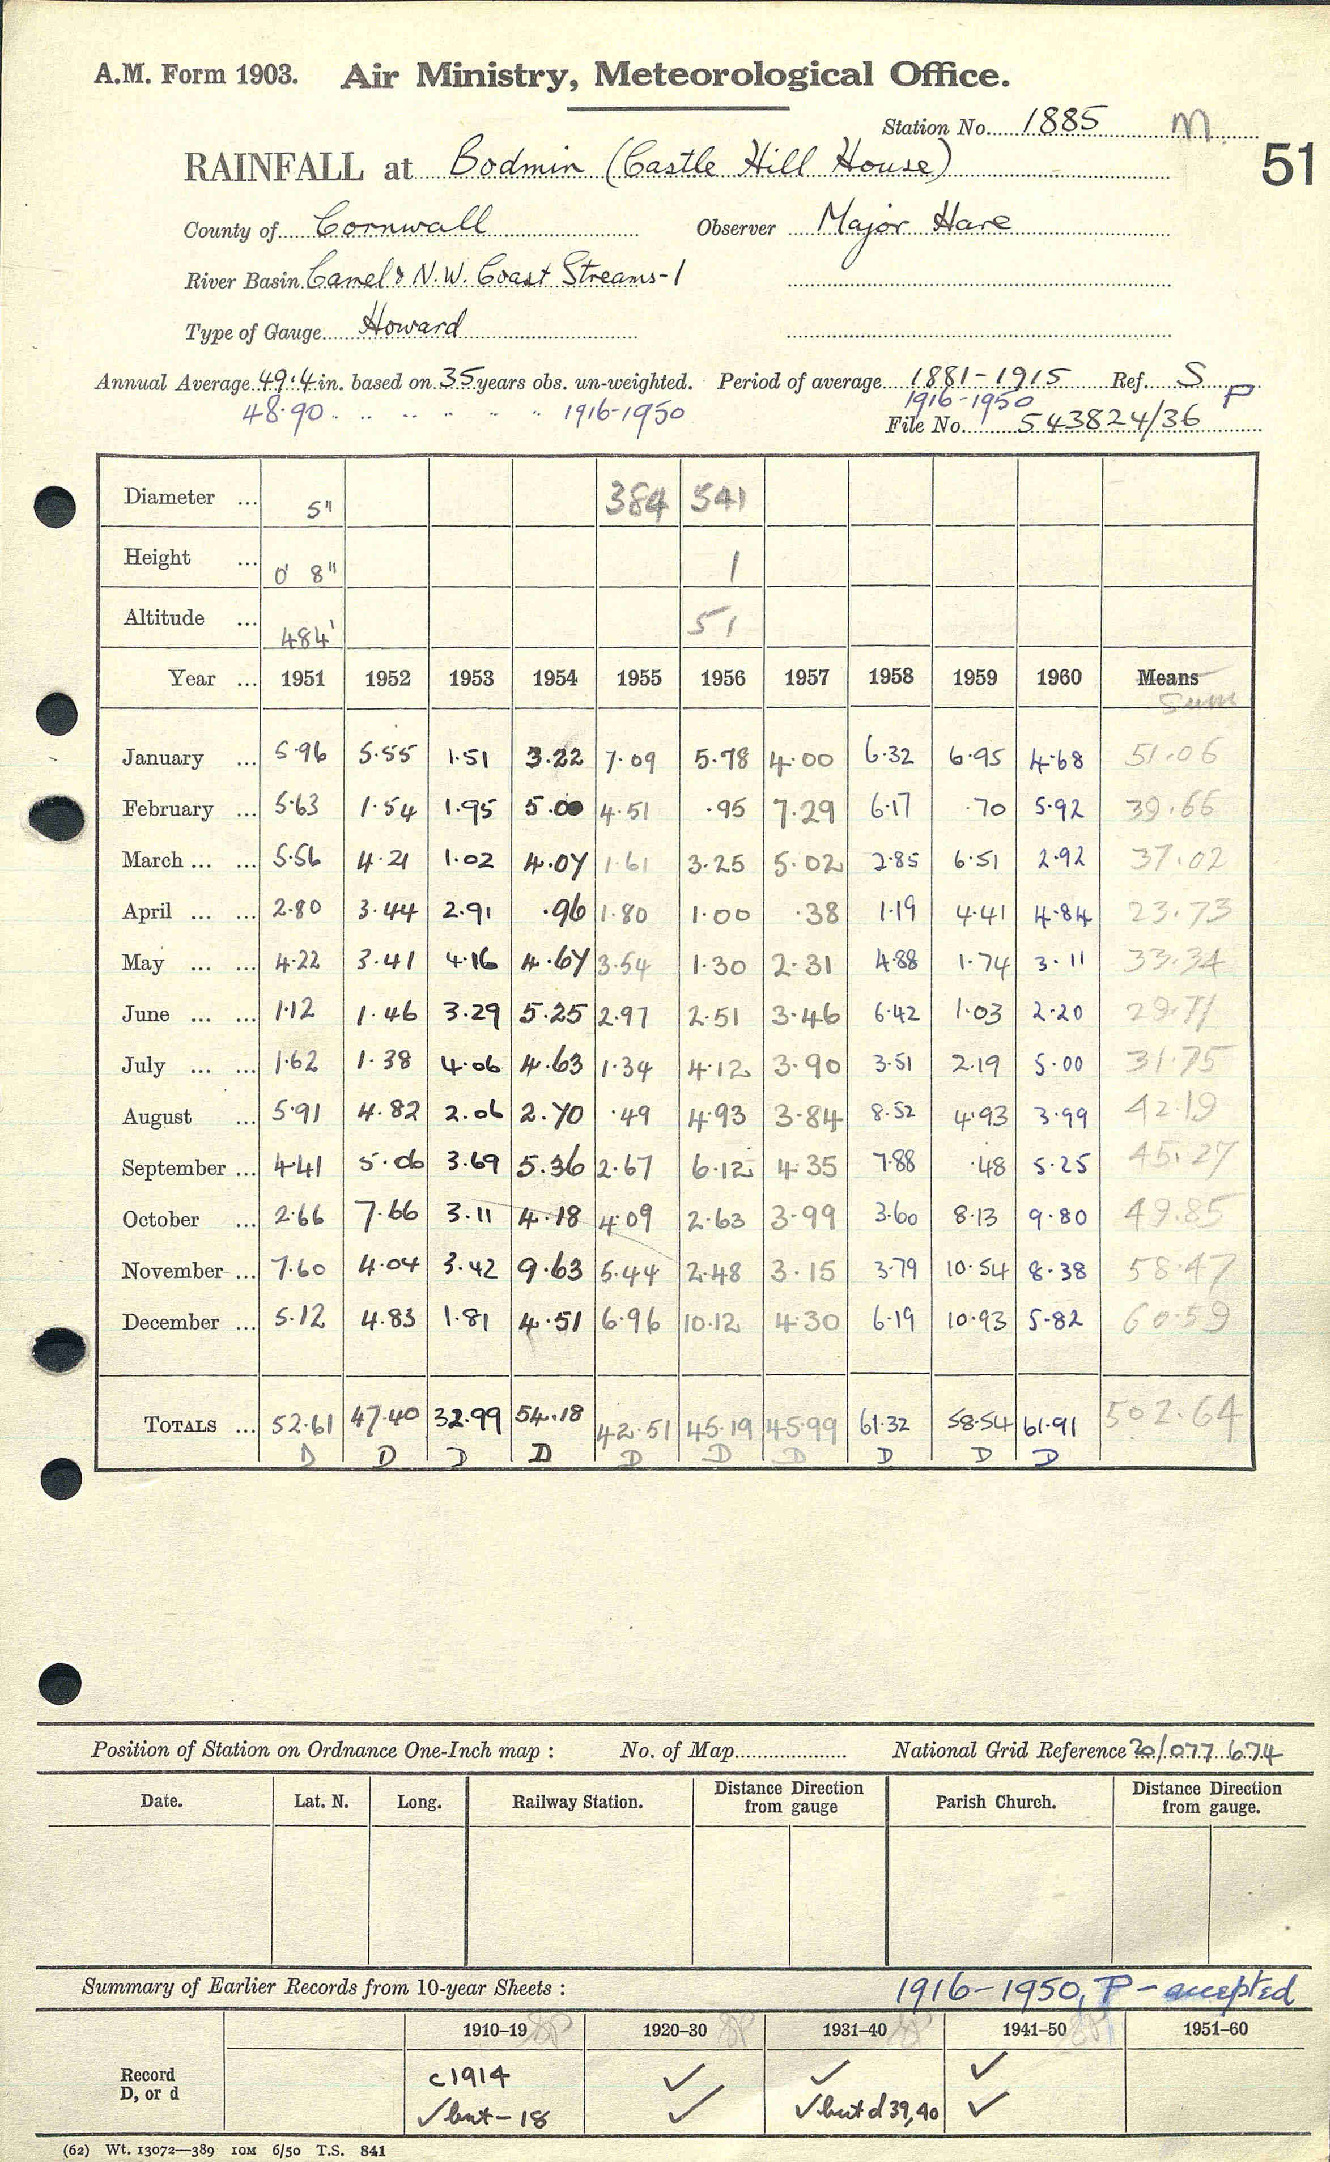 A.M. Form 1903. Air Ministry, Meteorological Office.
Station No. 1885 M.
51
RAINFALL at Bodmin (Castle Hill House)
County of Cornwall Observer Major Hare
River Basin Camel & N.W. Coast Streams-1
Type of Gauge Howard
Annual Average 49.4 in. based on 35 years obs. un-weighted. Period of average 1881-1915 Ref. S P
48.90 .. .. .. .. .. .. 1916-1950 1916-1950
File No. 543824/36
Diameter ... 5" 384 541
Height ... 0' 8" 1
Altitude ... 484' 51
Year ... 1951 1952 1953 1954 1955 1956 1957 1958 1959 1960 Means
Sum
January ... 5.96 5.55 1.51 3.22 7.09 5.78 4.00 6.32 6.95 4.68 51.06
February ... 5.63 1.54 1.95 5.00 4.51 .95 7.29 6.17 .70 5.92 39.66
March ... ... 5.56 4.21 1.02 4.07 1.61 3.25 5.02 2.85 6.51 2.92 37.02
April ... ... 2.80 3.44 2.91 .96 1.80 1.00 .38 1.19 4.41 4.84 23.73
May ... ... 4.22 3.41 4.16 4.67 3.54 1.30 2.31 4.88 1.74 3.11 33.34
June ... ... 1.12 1.46 3.29 5.25 2.97 2.51 3.46 6.42 1.03 2.20 29.71
July ... ... 1.62 1.38 4.06 4.63 1.34 4.12 3.90 3.51 2.19 5.00 31.75
August ... 5.91 4.82 2.06 2.70 .49 4.93 3.84 8.52 4.93 3.99 42.19
September ... 4.41 5.06 3.69 5.36 2.67 6.12 4.35 7.88 .48 5.25 45.27
October ... 2.66 7.66 3.11 4.18 4.09 2.63 3.99 3.60 8.13 9.80 49.85
November ... 7.60 4.04 3.42 9.63 5.44 2.48 3.15 3.79 10.54 8.38 58.47
December ... 5.12 4.83 1.81 4.51 6.96 10.12 4.30 6.19 10.93 5.82 60.59
TOTALS ... 52.61 47.40 32.99 54.18 42.51 45.19 45.99 61.32 58.54 61.91 502.64
D D D D D D D D D D
Position of Station on Ordnance One-Inch map : No. of Map National Grid Reference 20/077 674
Date. Lat. N. Long. Railway Station. Distance Direction from gauge Parish Church. Distance Direction from gauge.
Summary of Earlier Records from 10-year Sheets : 1916-1950, P - accepted
1910-19 1920-30 1931-40 1941-50 1951-60
Record c1914 ✓ ✓ ✓
D, or d ✓ but -18 ✓ ✓ but d 39,40 ✓
(62) Wt. 13072—389 10M 6/50 T.S. 841